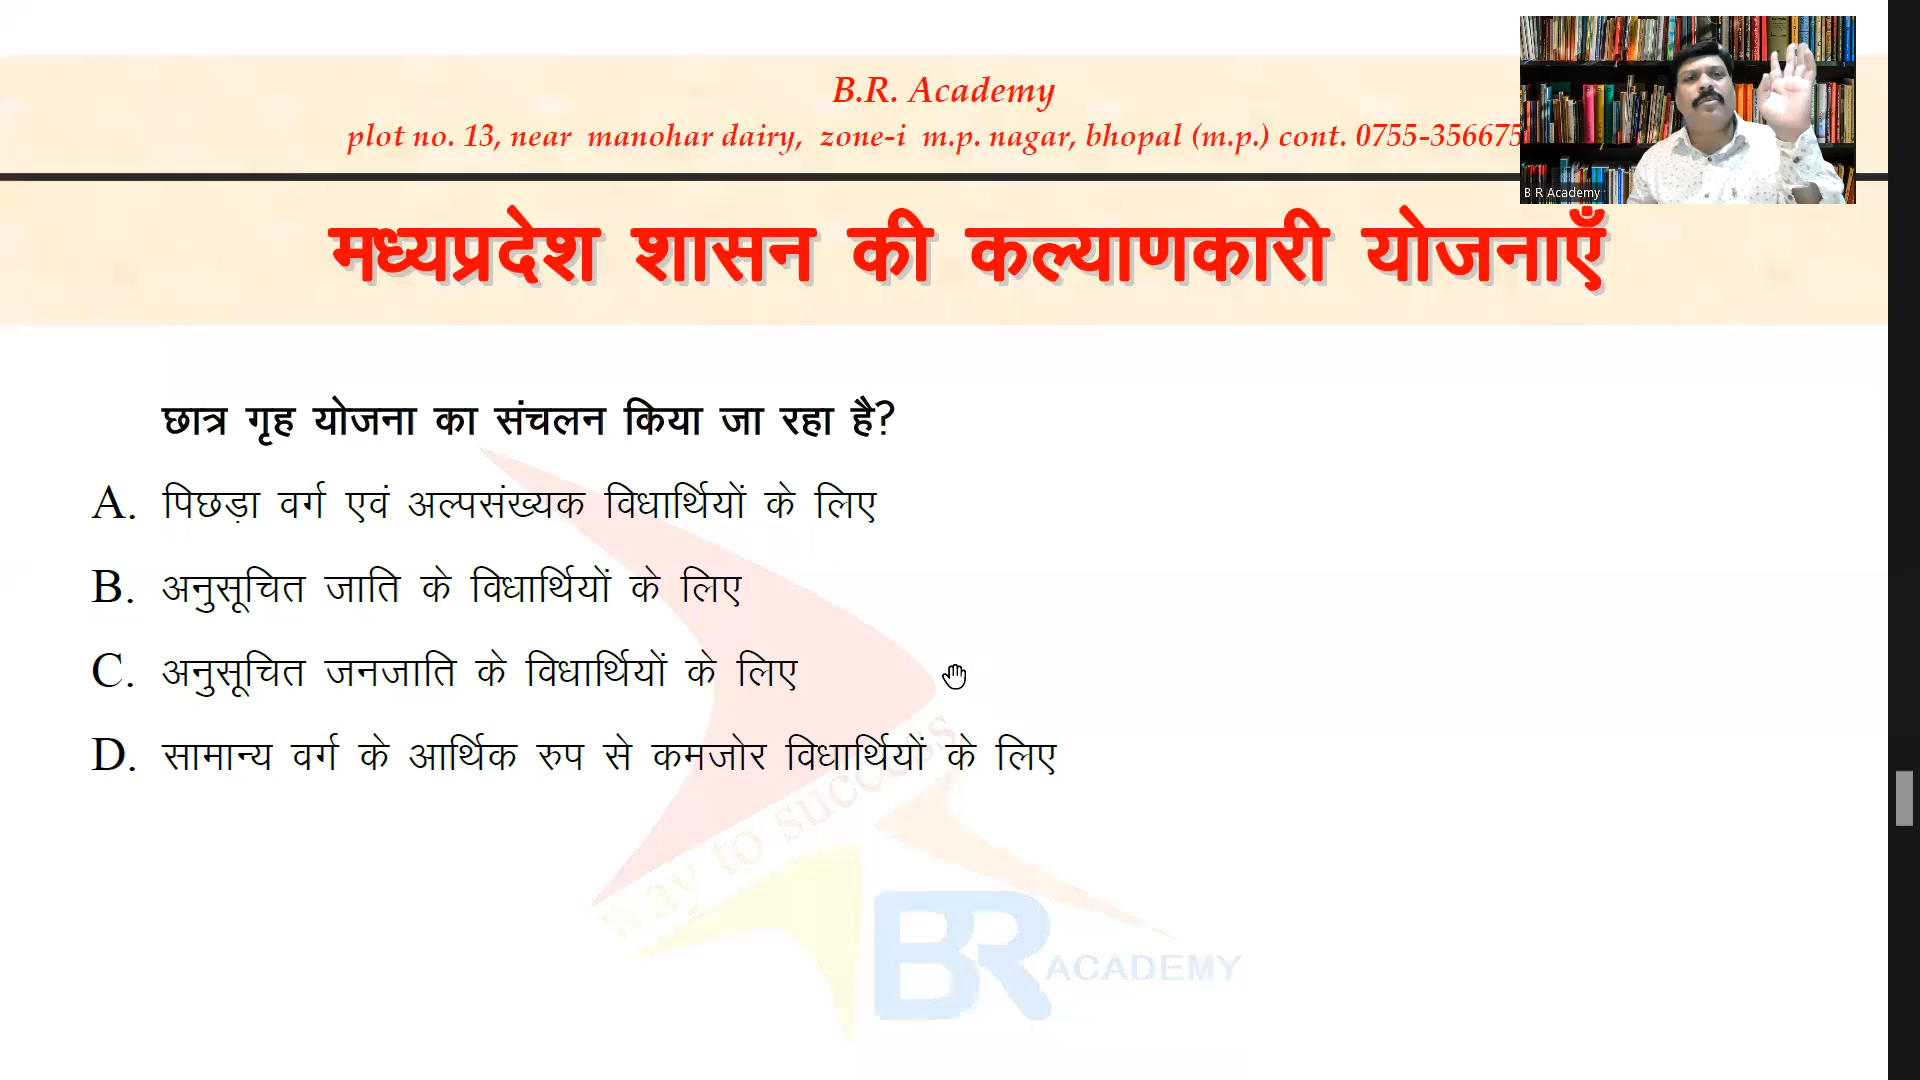 B.R. Academy
plot no. 13, near manohar dairy, zone-i m.p. nagar, bhopal (m.p.) cont. 0755-356675
B R Academy
मध्यप्रदेश शासन की कल्याणकारी योजनाएँ
छात्र गृह योजना का संचलन किया जा रहा है?
A. पिछड़ा वर्ग एवं अल्पसंख्यक विधार्थियों के लिए
B. अनुसूचित जाति के विधार्थियों के लिए
C. अनुसूचित जनजाति के विधार्थियों के लिए
D. सामान्य वर्ग के आर्थिक रुप से कमजोर विधार्थियों के लिए
way to success
BR ACADEMY